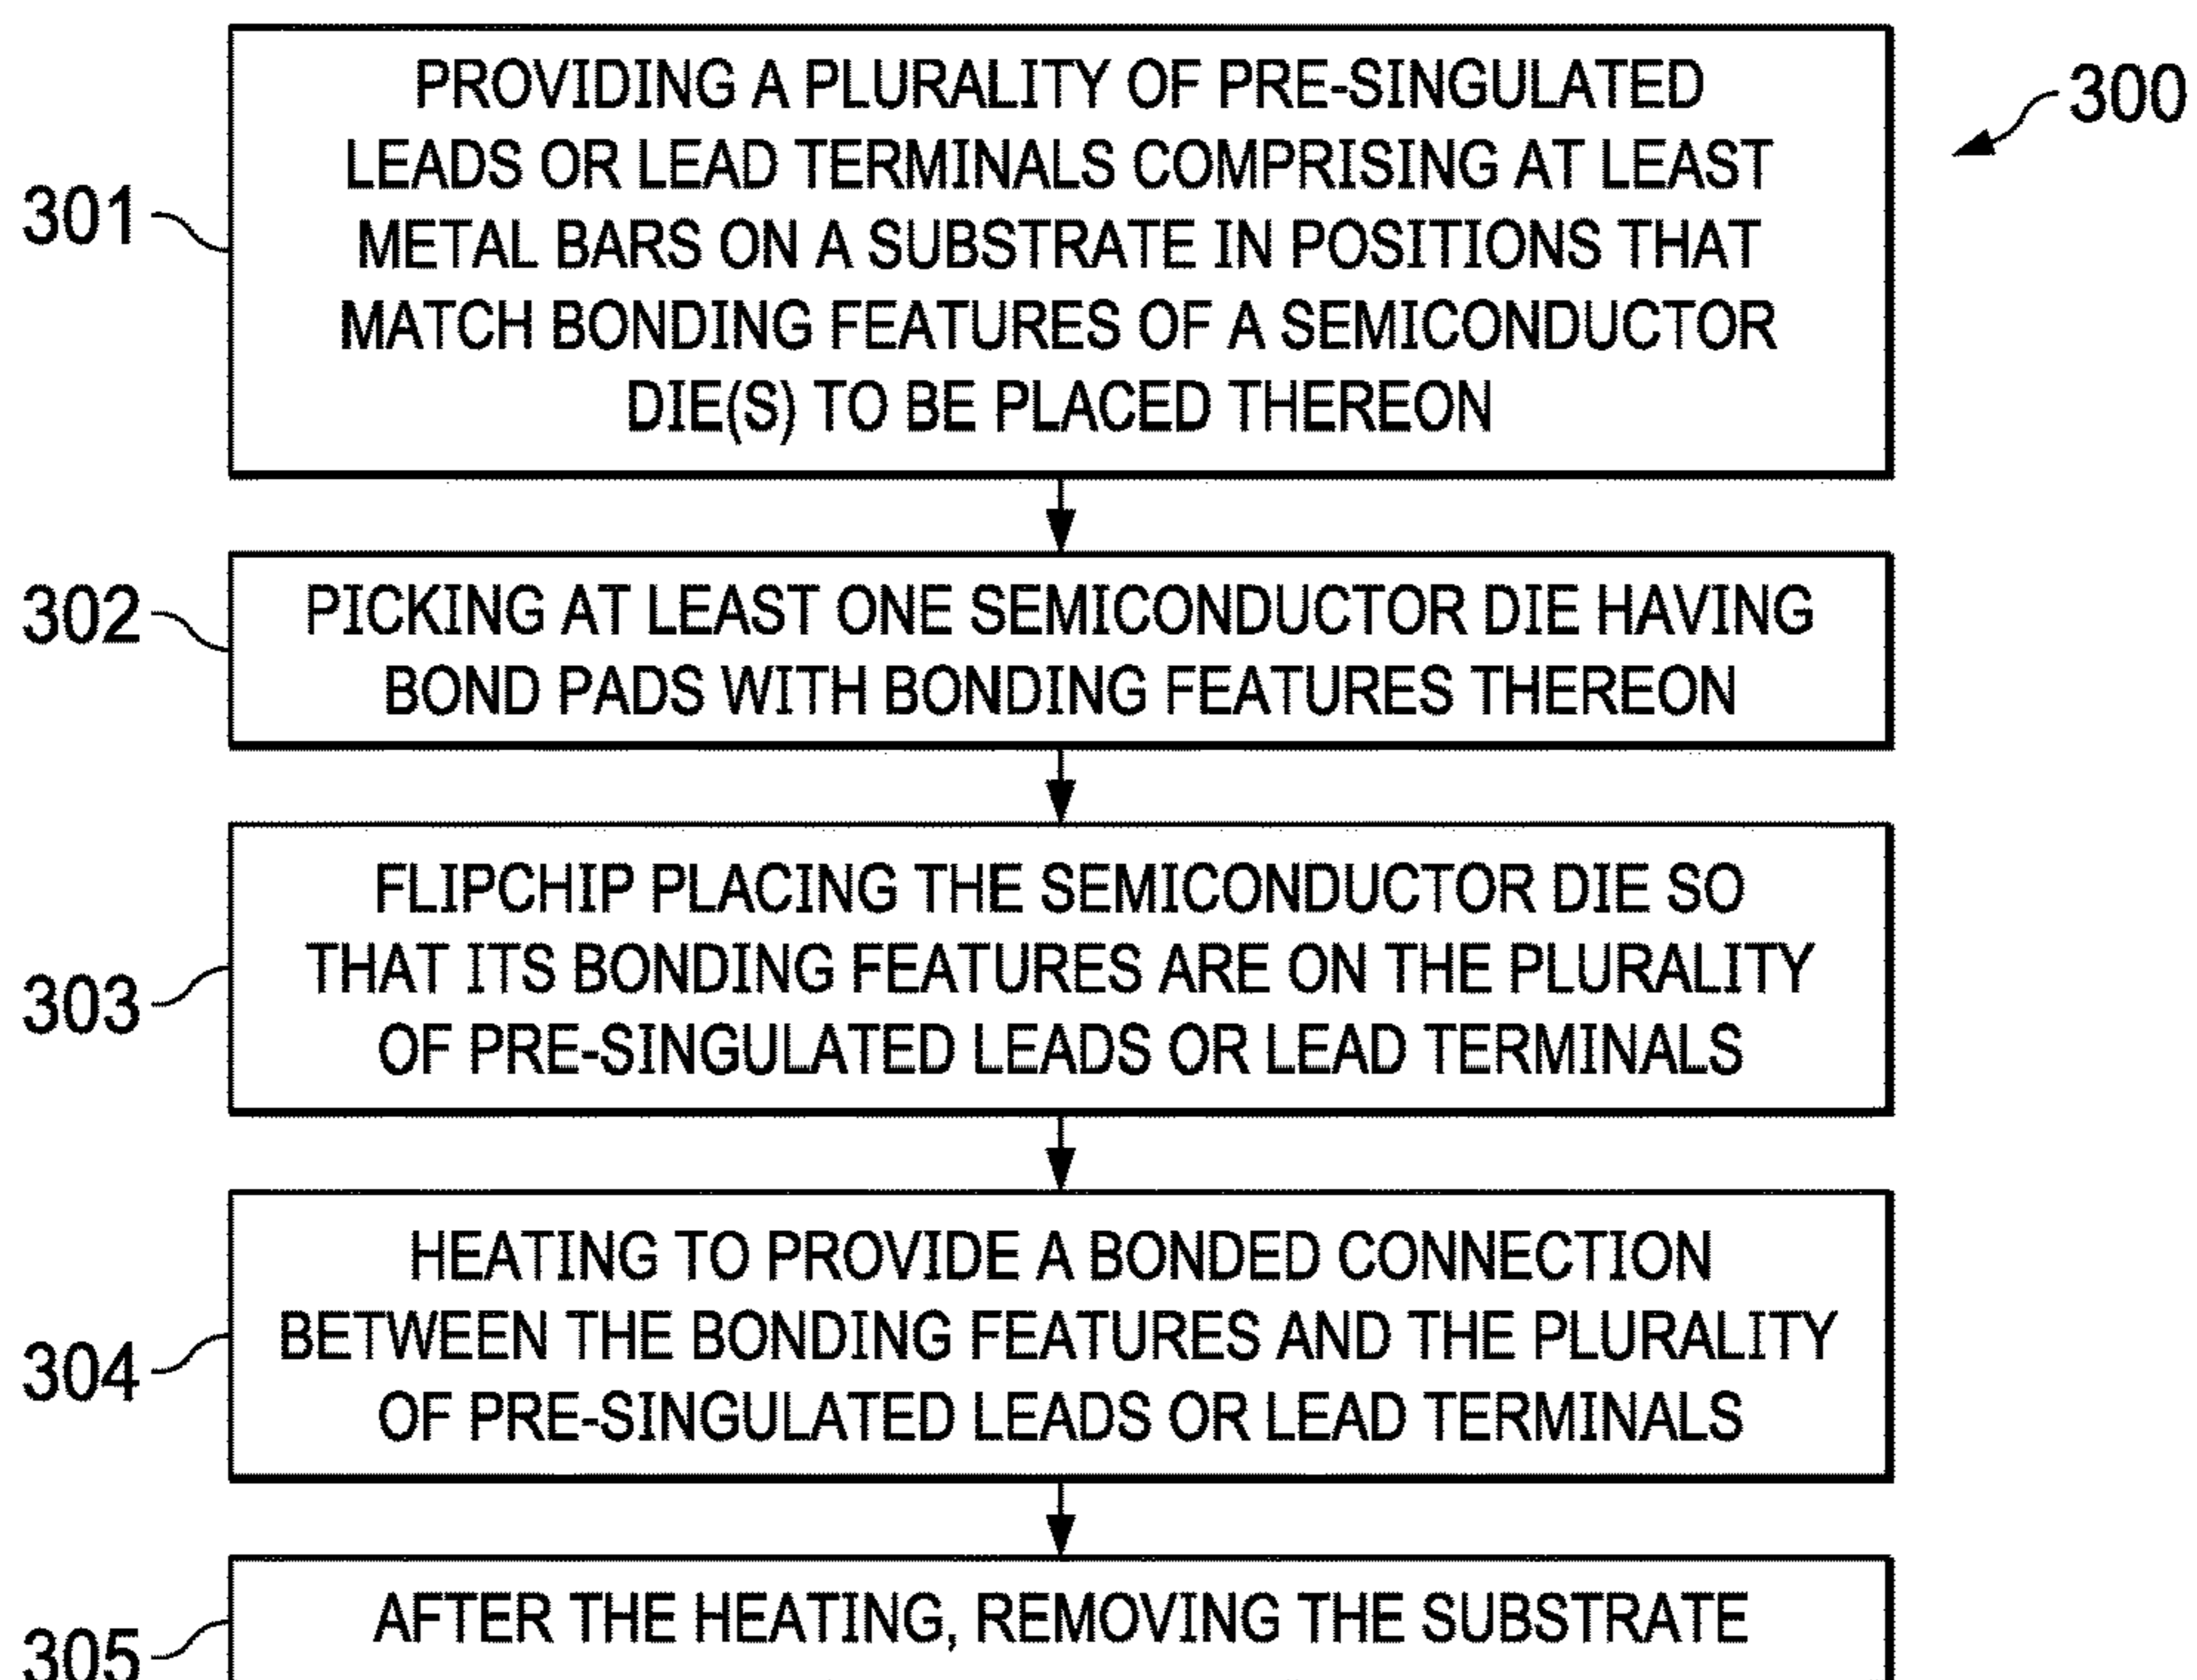 PROVIDING A PLURALITY OF PRE-SINGULATED
LEADS OR LEAD TERMINALS COMPRISING AT LEAST
METAL BARS ON A SUBSTRATE IN POSITIONS THAT
MATCH BONDING FEATURES OF A SEMICONDUCTOR
DIE(S) TO BE PLACED THEREON
300
301
PICKING AT LEAST ONE SEMICONDUCTOR DIE HAVING
BOND PADS WITH BONDING FEATURES THEREON
302
FLIPCHIP PLACING THE SEMICONDUCTOR DIE SO
THAT ITS BONDING FEATURES ARE ON THE PLURALITY
OF PRE-SINGULATED LEADS OR LEAD TERMINALS
303
HEATING TO PROVIDE A BONDED CONNECTION
BETWEEN THE BONDING FEATURES AND THE PLURALITY
OF PRE-SINGULATED LEADS OR LEAD TERMINALS
304
AFTER THE HEATING, REMOVING THE SUBSTRATE
305